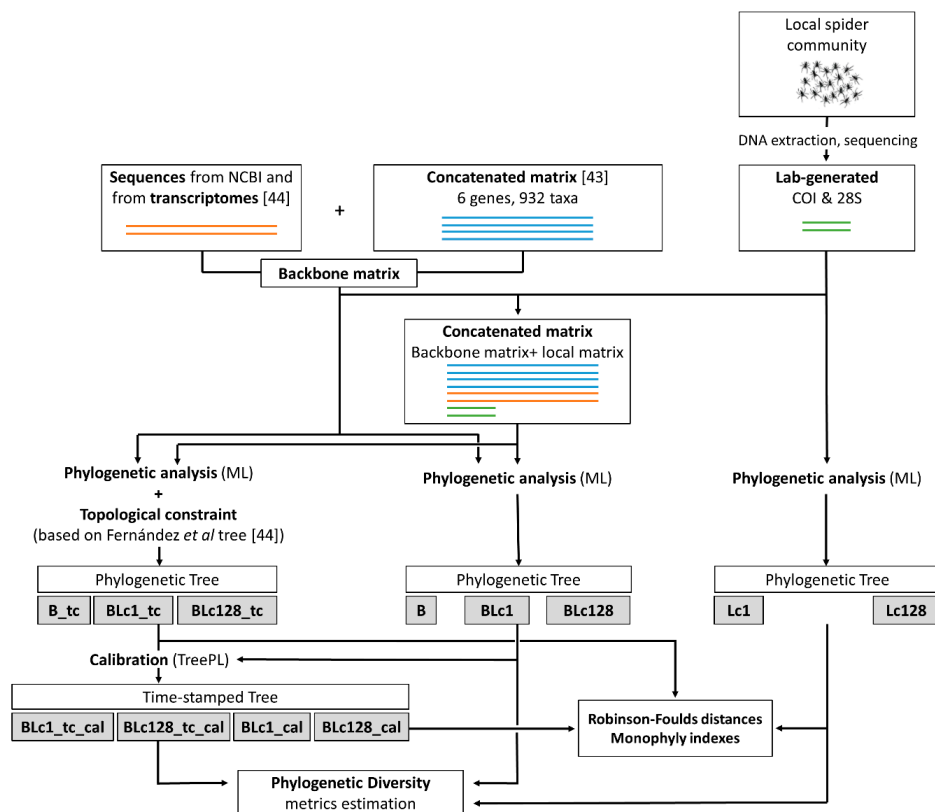 Local spider
community
DNA extraction, sequencing
Sequences from NCBI and
from transcriptomes [44]
+
Concatenated matrix [43]
6 genes, 932 taxa
Lab-generated
COI & 28S
Backbone matrix
Concatenated matrix
Backbone matrix+ local matrix
Phylogenetic analysis (ML)
+
Topological constraint
(based on Fernández et al tree [44])
Phylogenetic analysis (ML)
Phylogenetic analysis (ML)
Phylogenetic Tree
B_tc BLc1_tc BLc128_tc
Phylogenetic Tree
B BLc1 BLc128
Phylogenetic Tree
Lc1 Lc128
Calibration (TreePL)
Time-stamped Tree
BLc1_tc_cal BLc128_tc_cal BLc1_cal BLc128_cal
Robinson-Foulds distances
Monophyly indexes
Phylogenetic Diversity
metrics estimation